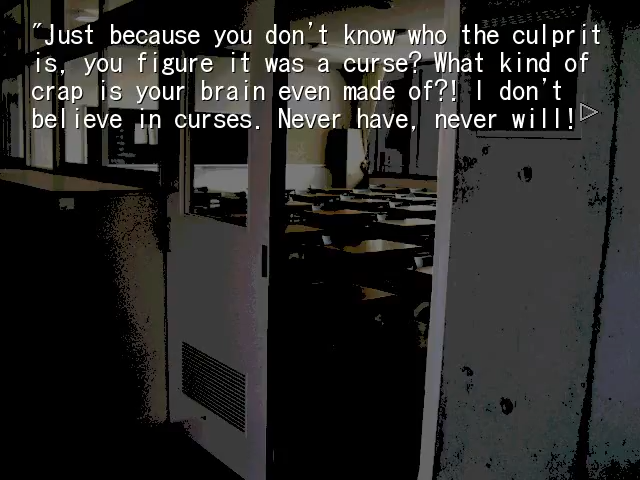 "Just because you don't know who the culprit
is, you figure it was a curse? What kind of
crap is your brain even made of?! I don't
believe in curses. Never have, never will!